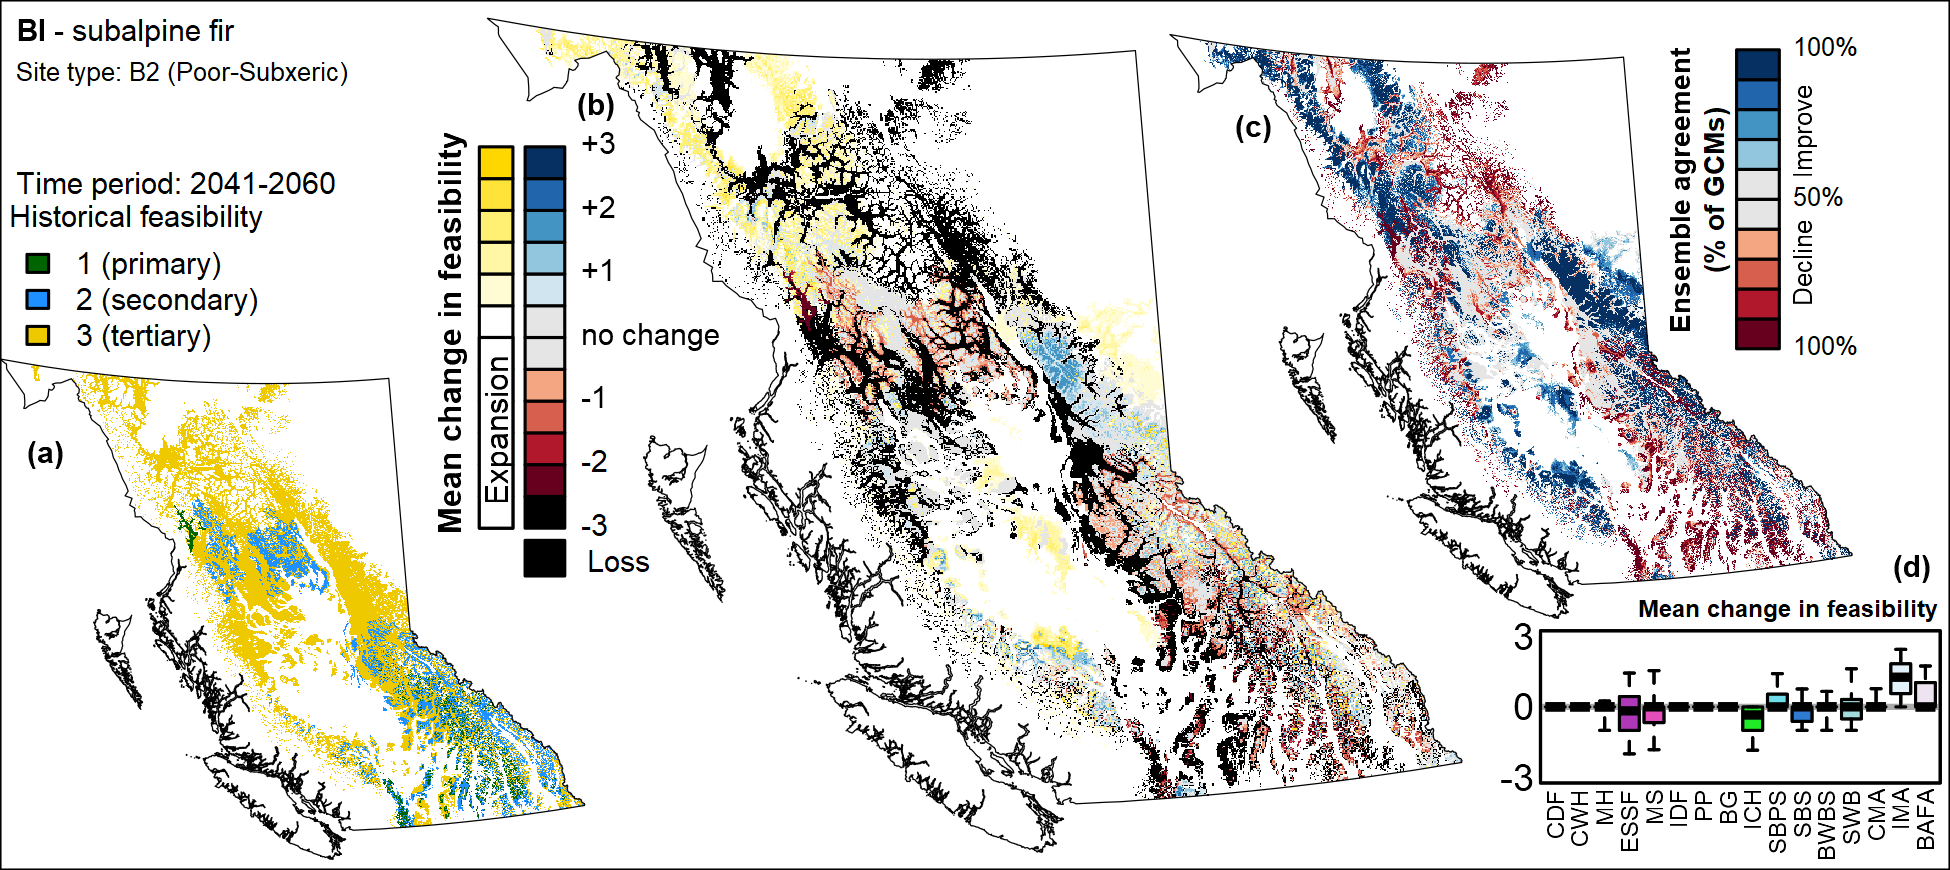 Bl - subalpine fir
Site type: B2 (Poor-Subxeric)
Time period: 2041-2060
Historical feasibility
1 (primary)
2 (secondary)
3 (tertiary)
(a)
(b)
Mean change in feasibility
Expansion
+3
+2
+1
no change
-1
-2
-3
Loss
(c)
Ensemble agreement
(% of GCMs)
100%
Improve
50%
Decline
100%
(d)
Mean change in feasibility
3
0
-3
CDF
CWH
MH
ESSF
MS
IDF
PP
BG
ICH
SBPS
SBS
BWBS
SWB
CMA
IMA
BAFA